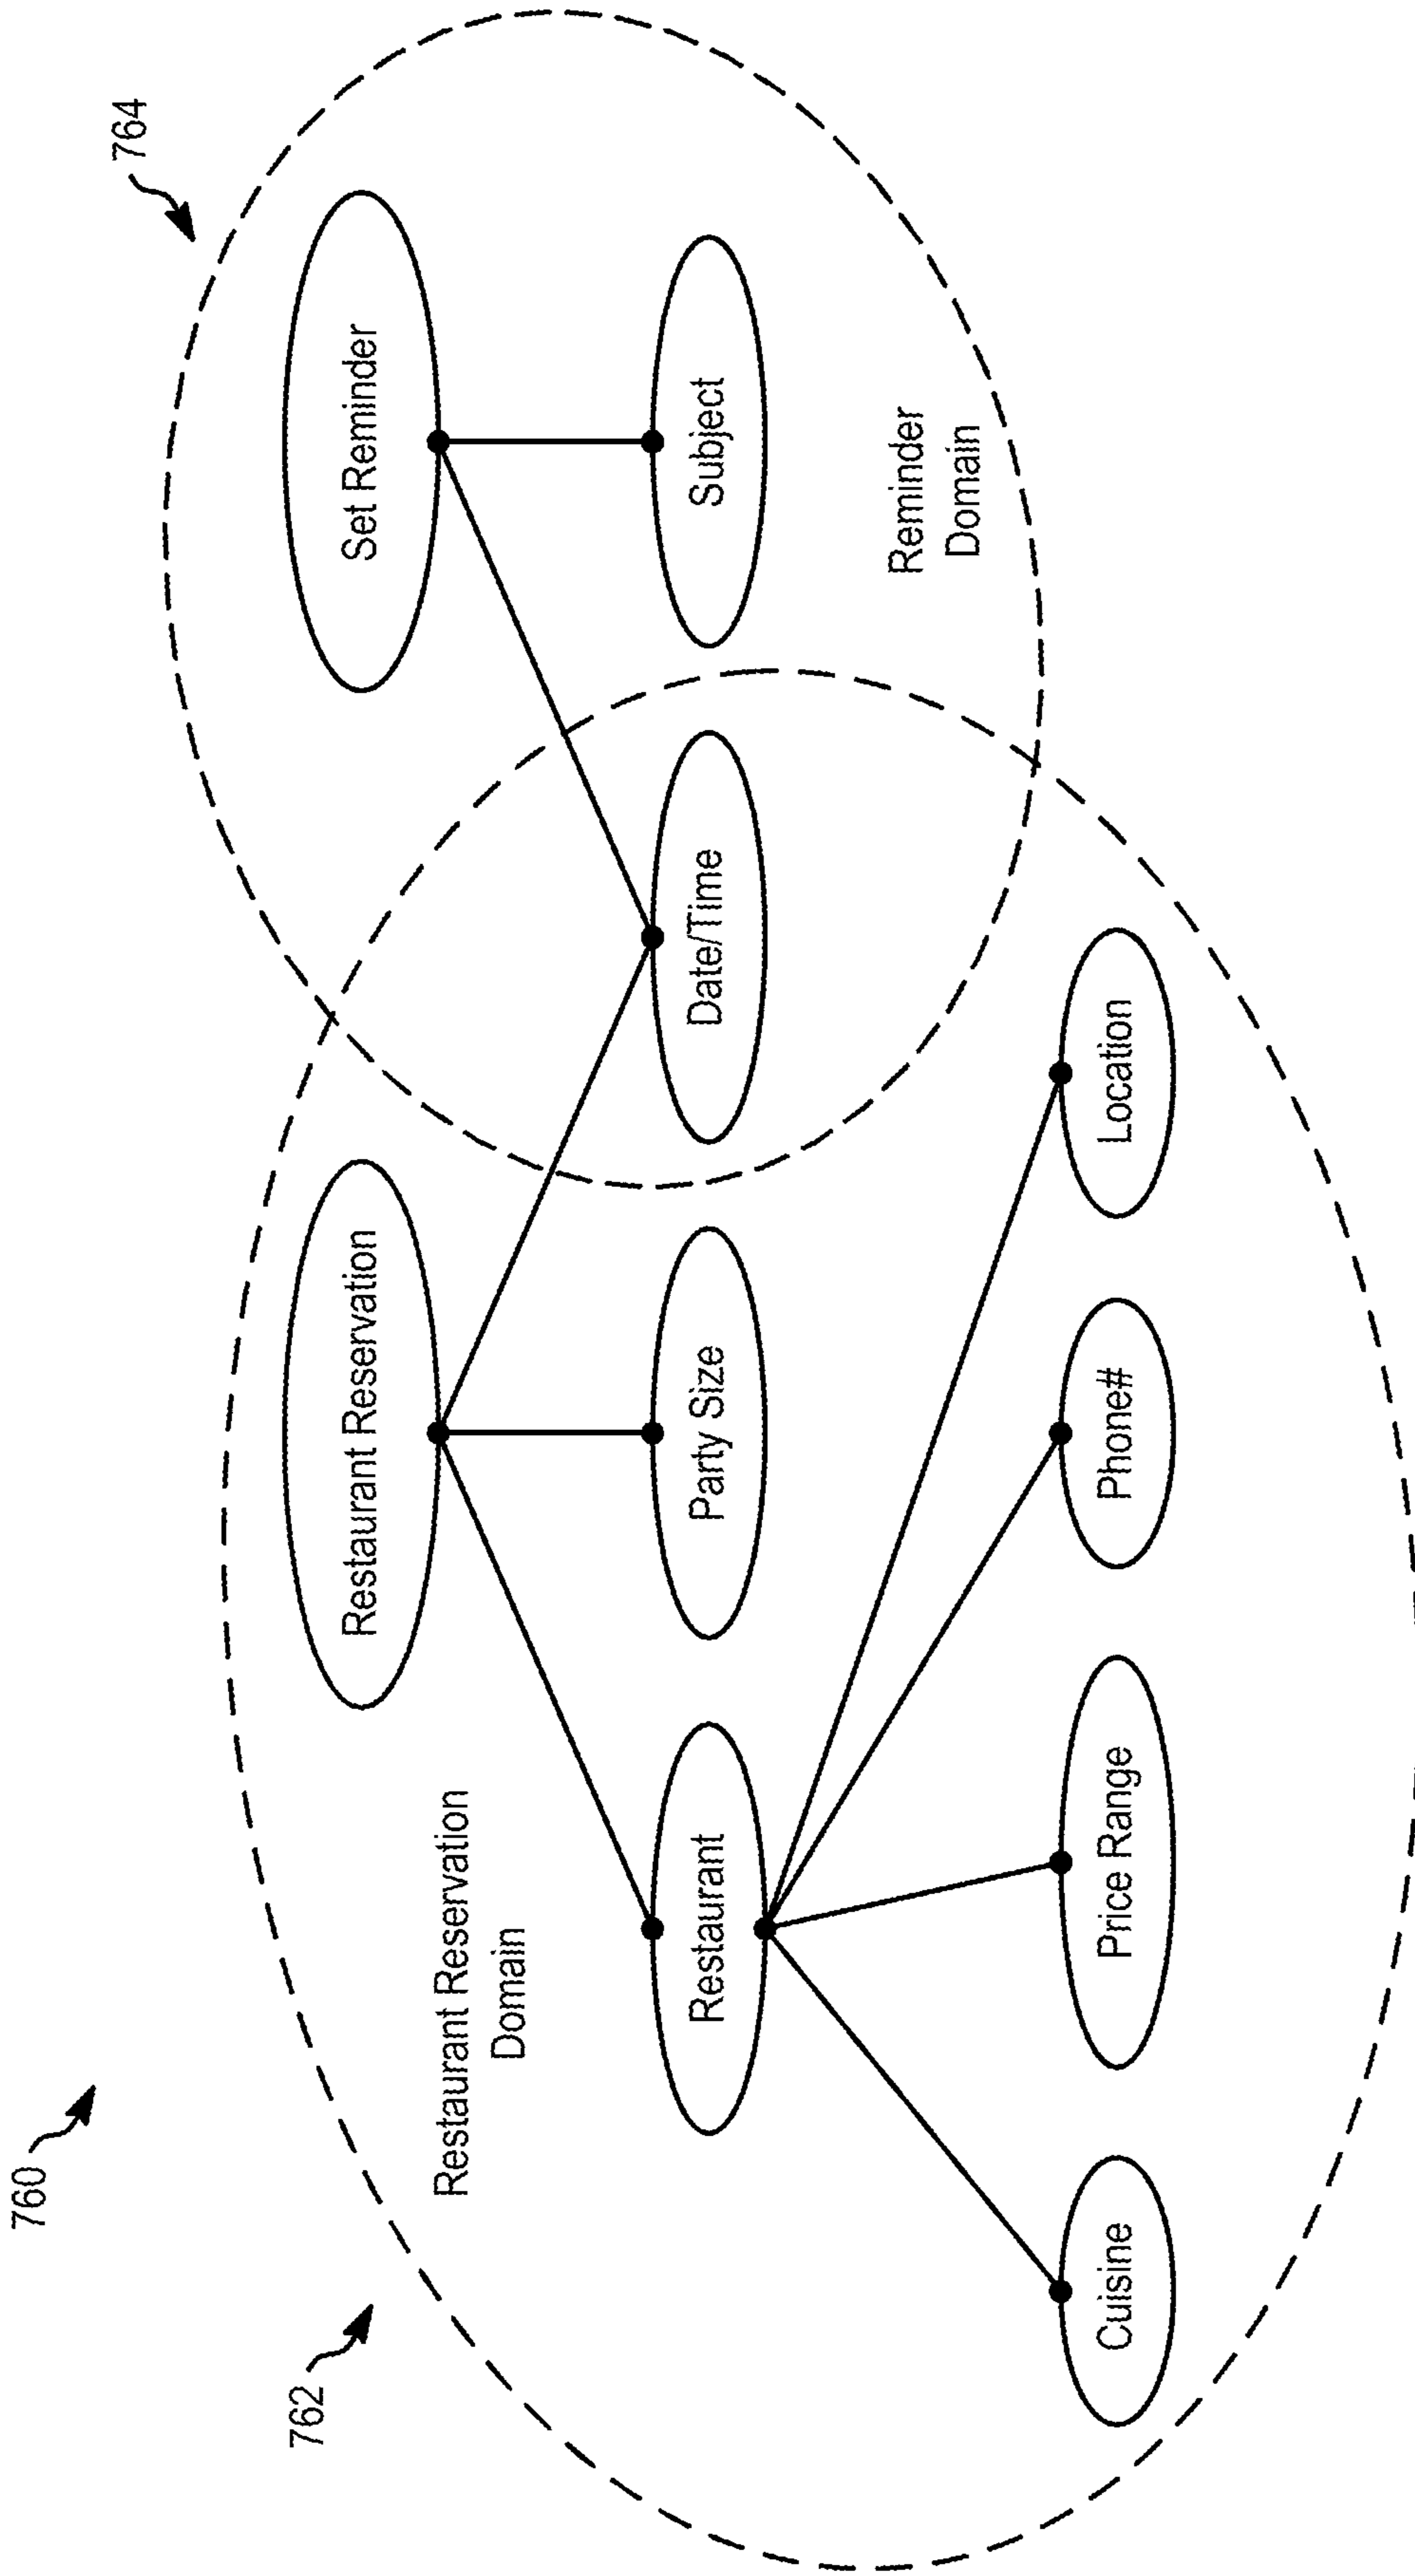 760
762
764
Restaurant Reservation
Set Reminder
Restaurant Reservation
Domain
Restaurant
Party Size
Date/Time
Subject
Reminder
Domain
Cuisine
Price Range
Phone#
Location